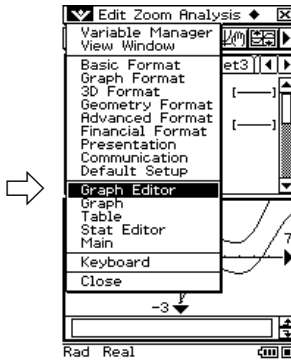 Edit Zoom Analysis
Variable Manager
View Window
Basic Format
Graph Format
3D Format
Geometry Format
Advanced Format
Financial Format
Presentation
Communication
Default Setup
Graph Editor
Graph
Table
Stat Editor
Main
Keyboard
Close
et3
[—]
[—]
7
y
-3
Rad Real